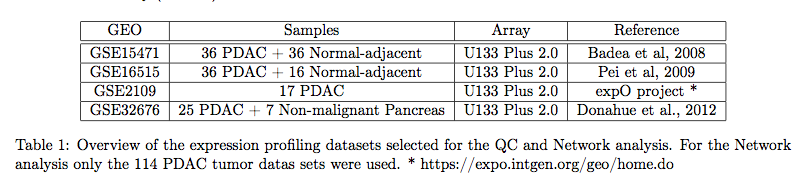 GEO Samples Array Reference
GSE15471 36 PDAC + 36 Normal-adjacent U133 Plus 2.0 Badea et al, 2008
GSE16515 36 PDAC + 16 Normal-adjacent U133 Plus 2.0 Pei et al, 2009
GSE2109 17 PDAC U133 Plus 2.0 expO project *
GSE32676 25 PDAC + 7 Non-malignant Pancreas U133 Plus 2.0 Donahue et al., 2012
Table 1: Overview of the expression profiling datasets selected for the QC and Network analysis. For the Network
analysis only the 114 PDAC tumor datas sets were used. * https://expo.intgen.org/geo/home.do